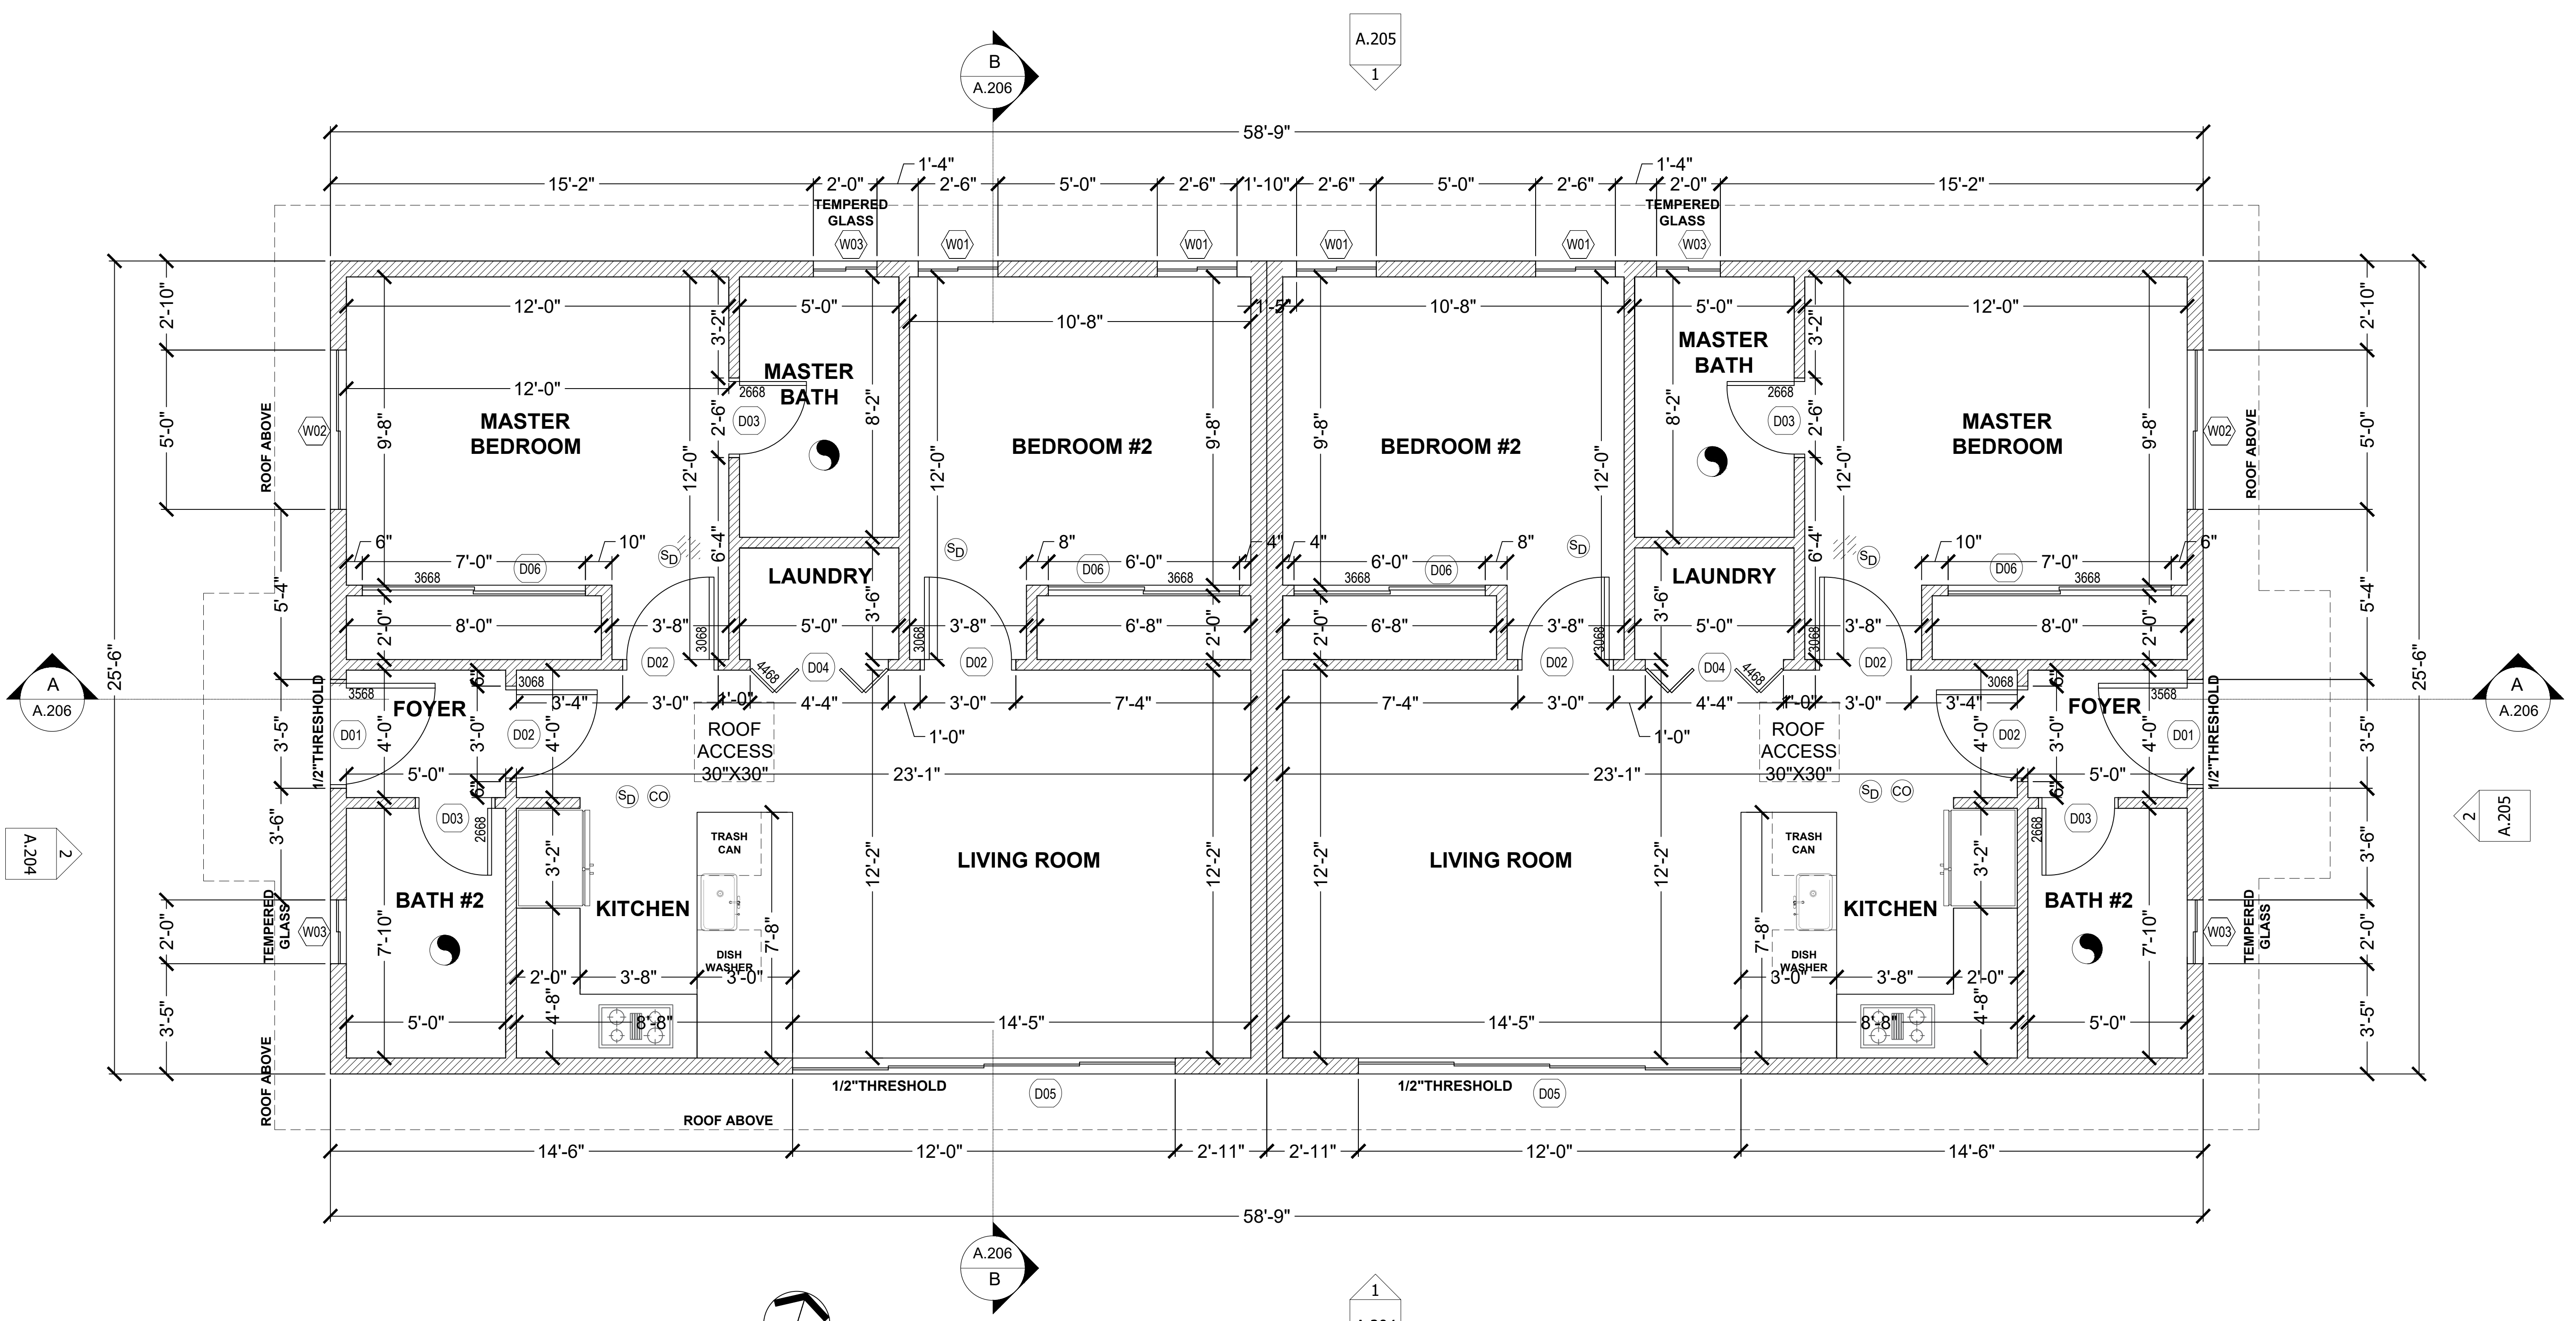 A.205
1
B
A.206
58'-9"
1'-4"
1'-4"
15'-2"
2'-0"
2'-6"
5'-0"
2'-6"
1'-10"
2'-6"
5'-0"
2'-6"
2'-0"
15'-2"
TEMPERED
GLASS
TEMPERED
GLASS
W03
W01
W01
W01
W01
W03
2'-10"
12'-0"
5'-0"
10'-8"
1'-5"
10'-8"
5'-0"
12'-0"
2'-10"
3'-2"
3'-2"
12'-0"
MASTER
BATH
2668
D03
MASTER
BATH
2668
D03
ROOF ABOVE
W02
5'-0"
9'-8"
MASTER
BEDROOM
12'-0"
2'-6"
8'-2"
12'-0"
BEDROOM #2
9'-8"
9'-8"
BEDROOM #2
12'-0"
8'-2"
2'-6"
12'-0"
MASTER
BEDROOM
9'-8"
W02
ROOF ABOVE
5'-0"
6"
7'-0"
10"
D06
3668
SD
6'-4"
SD
8"
6'-0"
4"
D06
3668
4"
6'-0"
8"
D06
3668
SD
6'-4"
SD
10"
7'-0"
6"
D06
3668
LAUNDRY
LAUNDRY
5'-4"
2'-0"
8'-0"
3'-8"
3068
5'-0"
3'-6"
3068
3'-8"
6'-8"
2'-0"
2'-0"
6'-8"
3'-8"
3068
3'-6"
5'-0"
3068
3'-8"
8'-0"
2'-0"
5'-4"
D02
4468
D04
D02
D02
D04
4468
D02
25'-6"
A
A.206
1/2"THRESHOLD
3568
FOYER
D01
6"
3068
D02
3'-4"
3'-0"
1'-0"
4'-4"
1'-0"
3'-0"
7'-4"
7'-4"
3'-0"
1'-0"
4'-4"
1'-0"
3'-0"
3'-4"
3068
D02
6"
FOYER
3568
D01
1/2"THRESHOLD
25'-6"
A
A.206
3'-5"
4'-0"
3'-0"
4'-0"
ROOF
ACCESS
30"X30"
ROOF
ACCESS
30"X30"
4'-0"
3'-0"
4'-0"
3'-5"
5'-0"
23'-1"
23'-1"
5'-0"
6"
SD
CO
SD
CO
6"
3'-6"
D03
2668
TRASH
CAN
TRASH
CAN
2668
D03
3'-6"
A.204
2
3'-2"
12'-2"
LIVING ROOM
12'-2"
12'-2"
LIVING ROOM
12'-2"
3'-2"
2
A.205
BATH #2
KITCHEN
KITCHEN
BATH #2
2'-0"
TEMPERED
GLASS
W03
7'-10"
7'-8"
7'-8"
7'-10"
W03
TEMPERED
GLASS
2'-0"
DISH
WASHER
DISH
WASHER
2'-0"
3'-8"
3'-0"
3'-0"
3'-8"
2'-0"
3'-5"
5'-0"
4'-8"
8'-8"
14'-5"
14'-5"
8'-8"
4'-8"
5'-0"
3'-5"
ROOF ABOVE
1/2"THRESHOLD
D05
1/2"THRESHOLD
D05
ROOF ABOVE
14'-6"
12'-0"
2'-11"
2'-11"
12'-0"
14'-6"
58'-9"
A.206
B
1